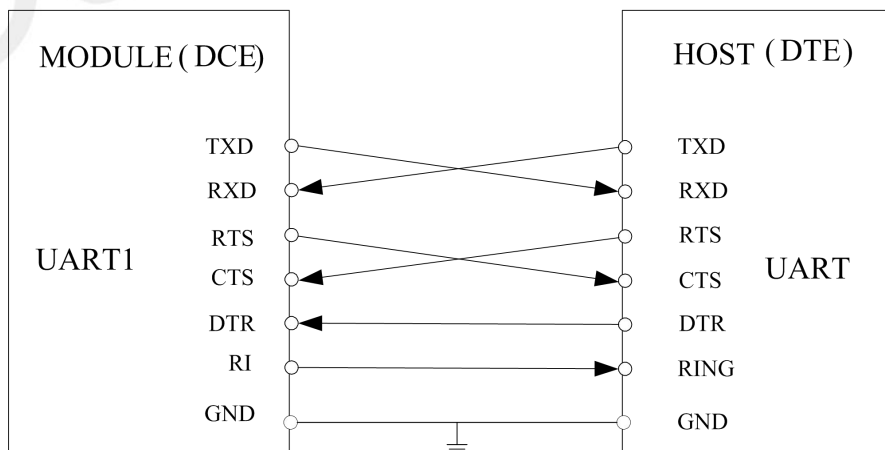 MODULE ( DCE)
HOST ( DTE)
TXD
TXD
RXD
RXD
RTS
RTS
UART1
UART
CTS
CTS
DTR
DTR
RI
RING
GND
GND